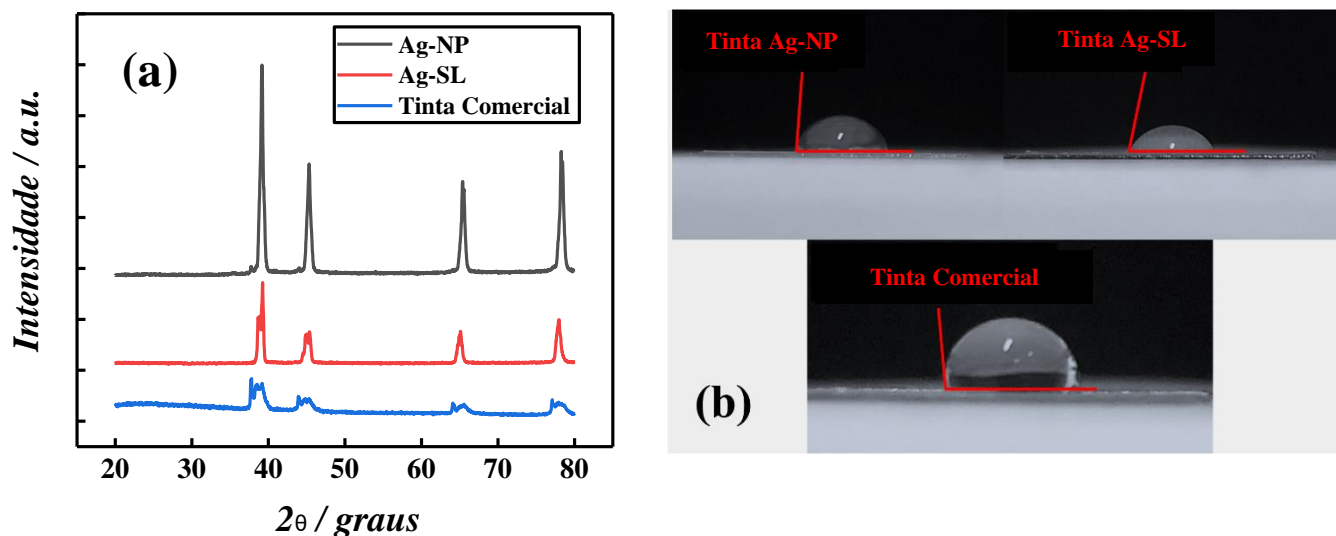 (a)
Ag-NP
Ag-SL
Tinta Comercial
Intensidade / a.u.
20 30 40 50 60 70 80
2θ / graus
Tinta Ag-NP
Tinta Ag-SL
Tinta Comercial
(b)